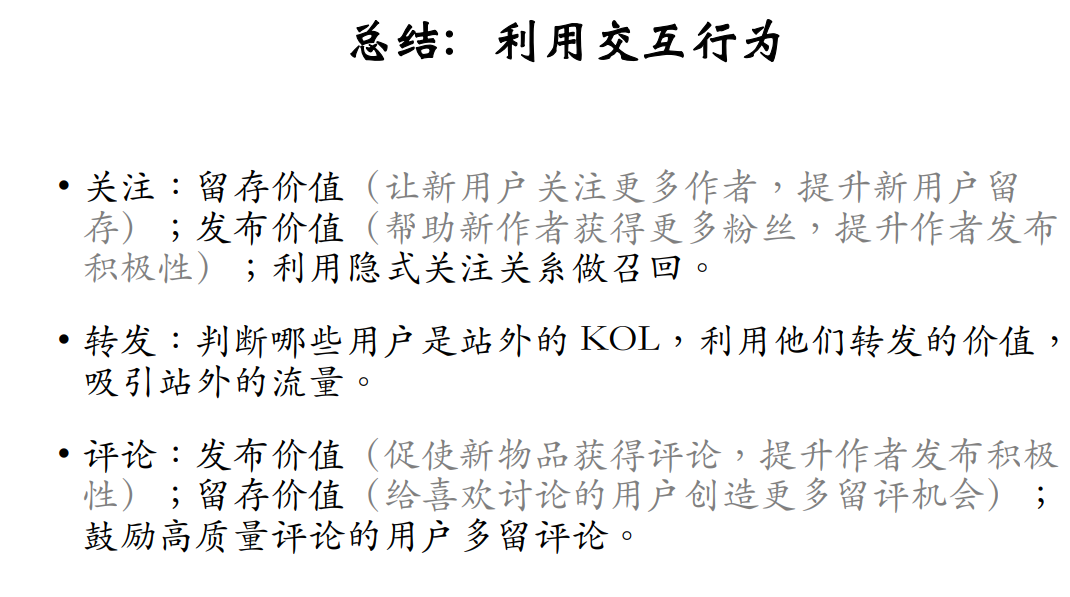 总结：利用交互行为
• 关注：留存价值（让新用户关注更多作者，提升新用户留
存）；发布价值（帮助新作者获得更多粉丝，提升作者发布
积极性）；利用隐式关注关系做召回。
• 转发：判断哪些用户是站外的 KOL，利用他们转发的价值，
吸引站外的流量。
• 评论：发布价值（促使新物品获得评论，提升作者发布积极
性）；留存价值（给喜欢讨论的用户创造更多留评机会）；
鼓励高质量评论的用户多留评论。